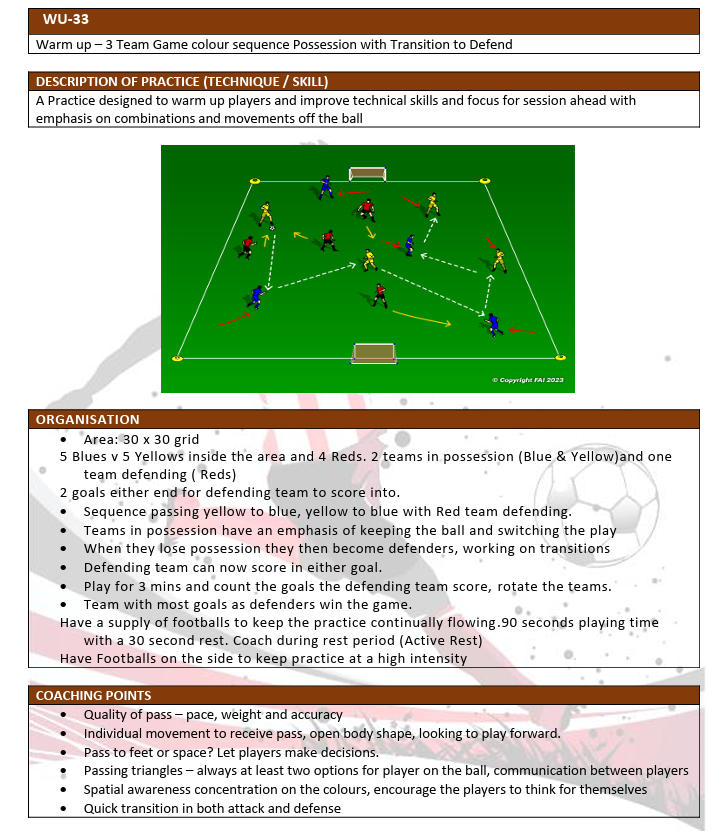 WU-33
Warm up – 3 Team Game colour sequence Possession with Transition to Defend
DESCRIPTION OF PRACTICE (TECHNIQUE / SKILL)
A Practice designed to warm up players and improve technical skills and focus for session ahead with
emphasis on combinations and movements off the ball
© Copyright FAI 2023
ORGANISATION
• Area: 30 x 30 grid
5 Blues v 5 Yellows inside the area and 4 Reds. 2 teams in possession (Blue & Yellow)and one
team defending ( Reds)
2 goals either end for defending team to score into.
• Sequence passing yellow to blue, yellow to blue with Red team defending.
• Teams in possession have an emphasis of keeping the ball and switching the play
• When they lose possession they then become defenders, working on transitions
• Defending team can now score in either goal.
• Play for 3 mins and count the goals the defending team score, rotate the teams.
• Team with most goals as defenders win the game.
Have a supply of footballs to keep the practice continually flowing.90 seconds playing time
with a 30 second rest. Coach during rest period (Active Rest)
Have Footballs on the side to keep practice at a high intensity
COACHING POINTS
• Quality of pass – pace, weight and accuracy
• Individual movement to receive pass, open body shape, looking to play forward.
• Pass to feet or space? Let players make decisions.
• Passing triangles – always at least two options for player on the ball, communication between players
• Spatial awareness concentration on the colours, encourage the players to think for themselves
• Quick transition in both attack and defense